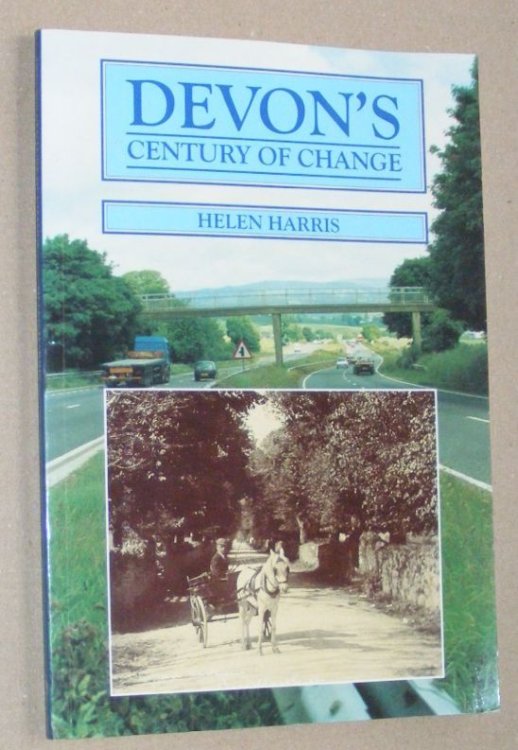 DEVON'S
CENTURY OF CHANGE
HELEN HARRIS